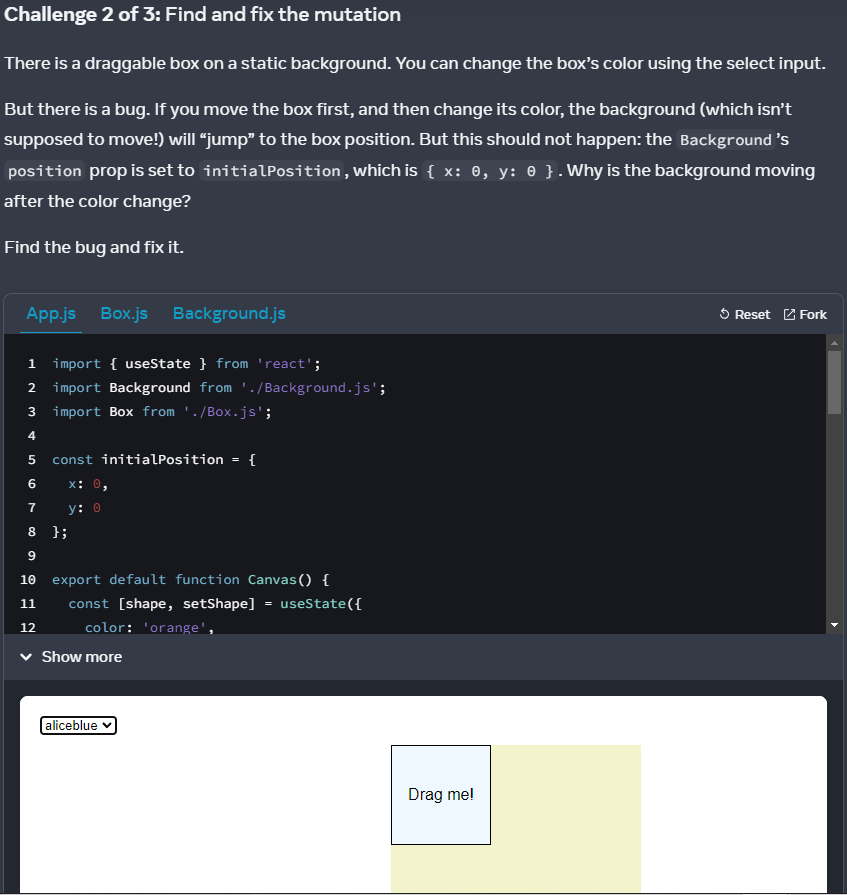 Challenge 2 of 3: Find and fix the mutation
There is a draggable box on a static background. You can change the box’s color using the select input.
But there is a bug. If you move the box first, and then change its color, the background (which isn’t
supposed to move!) will “jump” to the box position. But this should not happen: the Background’s
position prop is set to initialPosition, which is { x: 0, y: 0 }. Why is the background moving
after the color change?
Find the bug and fix it.
App.js Box.js Background.js Reset Fork
1 import { useState } from 'react';
2 import Background from './Background.js';
3 import Box from './Box.js';
4
5 const initialPosition = {
6   x: 0,
7   y: 0
8 };
9
10 export default function Canvas() {
11   const [shape, setShape] = useState({
12     color: 'orange',
Show more
aliceblue
Drag me!